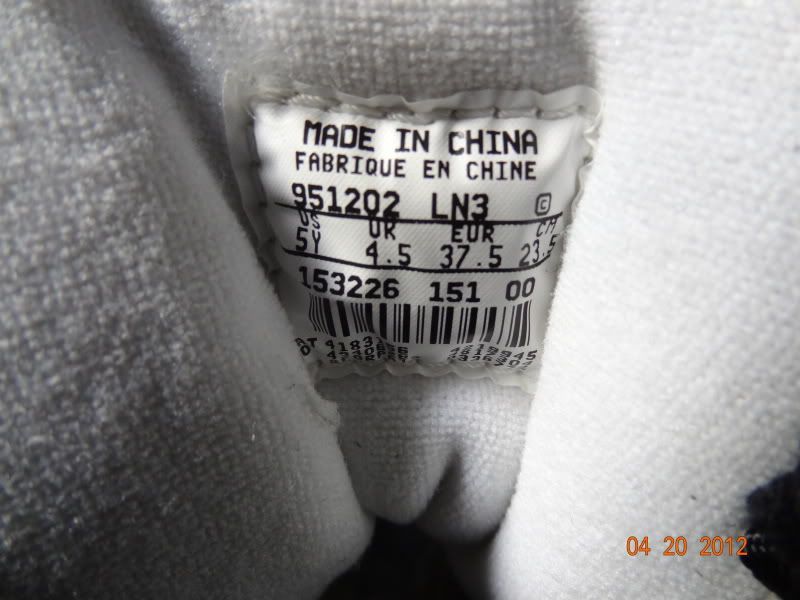 MADE IN CHINA
FABRIQUE EN CHINE
951202 LN3 ©
US UK EUR CM
5Y 4.5 37.5 23.5
153226 151 00
04 20 2012